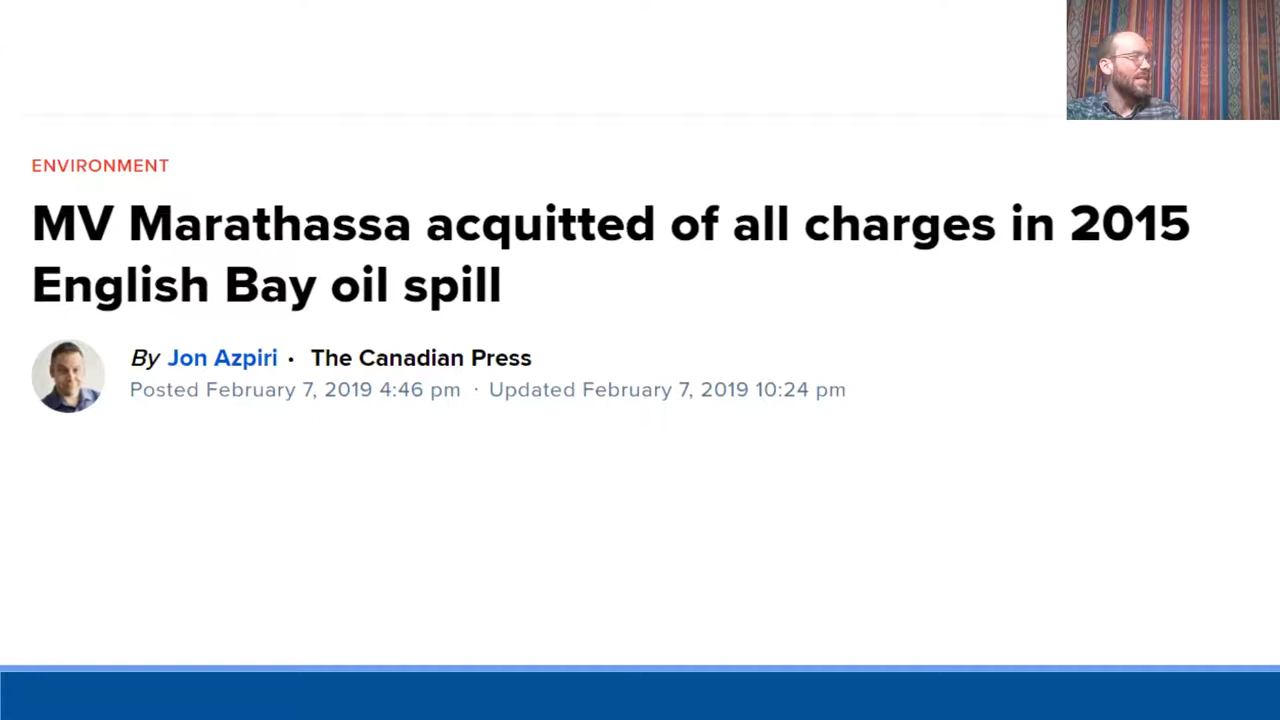 ENVIRONMENT
MV Marathassa acquitted of all charges in 2015
English Bay oil spill
By Jon Azpiri · The Canadian Press
Posted February 7, 2019 4:46 pm · Updated February 7, 2019 10:24 pm